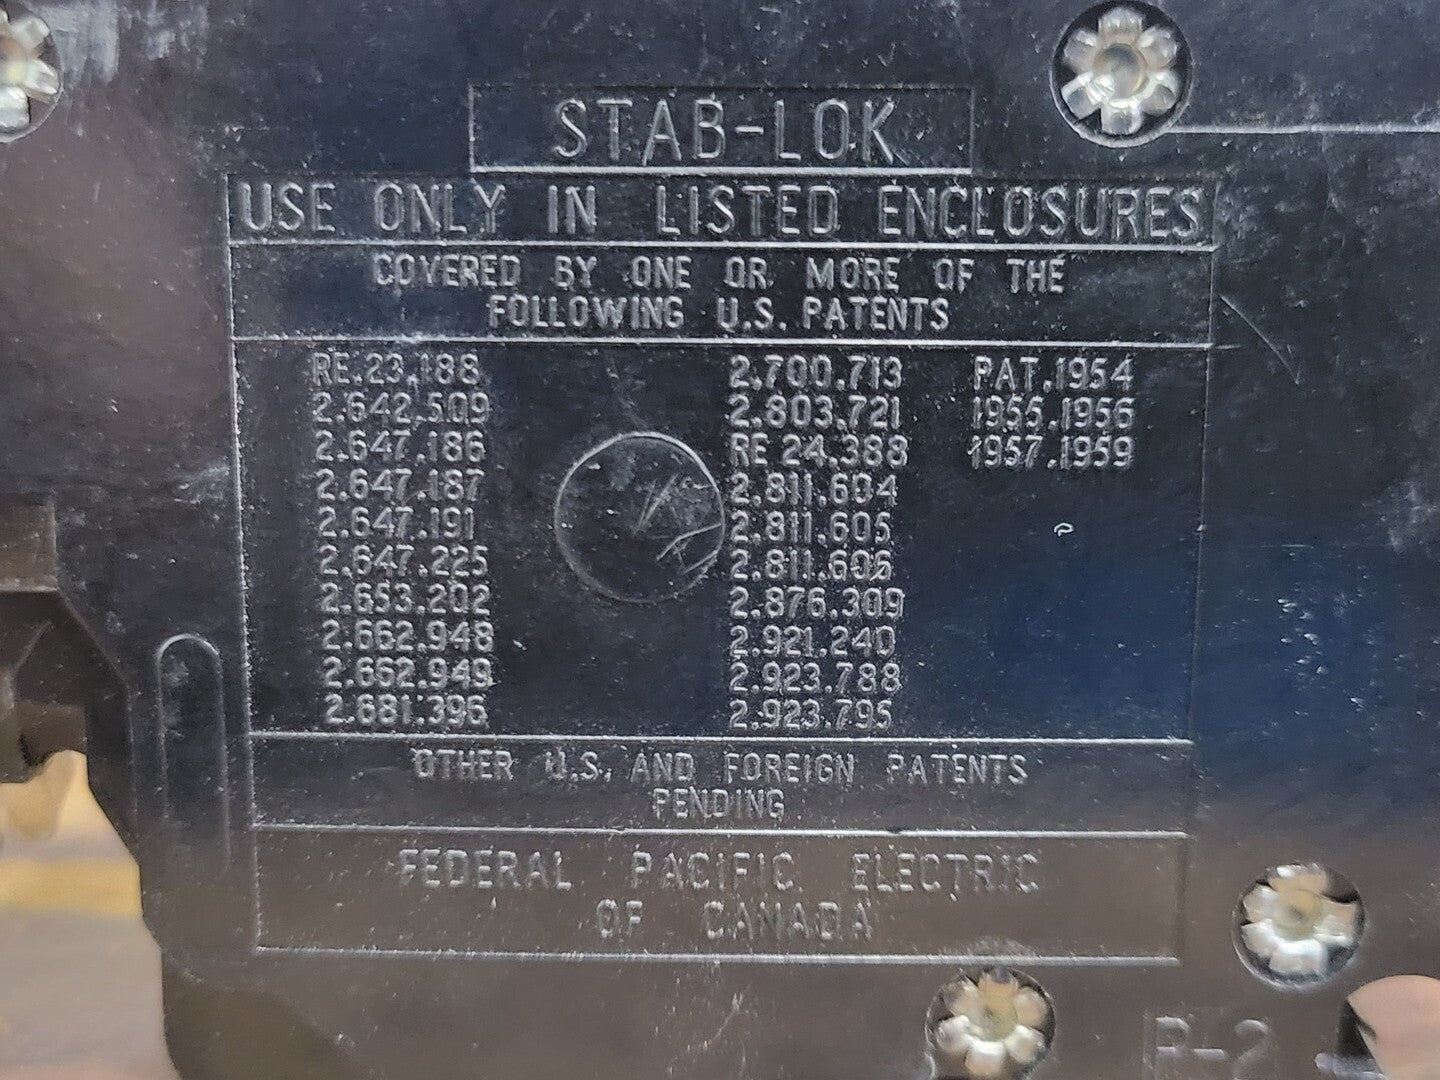 STAB-LOK
USE ONLY IN LISTED ENCLOSURES
COVERED BY ONE OR MORE OF THE
FOLLOWING U.S. PATENTS
RE.23.188
2.642.509
2.647.186
2.647.187
2.647.191
2.647.225
2.653.202
2.662.948
2.662.949
2.681.396
2.700.713
2.803.721
RE 24.388
2.811.604
2.811.605
2.811.606
2.876.309
2.921.240
2.923.788
2.923.795
PAT.1954
1955.1956
1957.1959
OTHER U.S. AND FOREIGN PATENTS
PENDING
FEDERAL PACIFIC ELECTRIC
OF CANADA